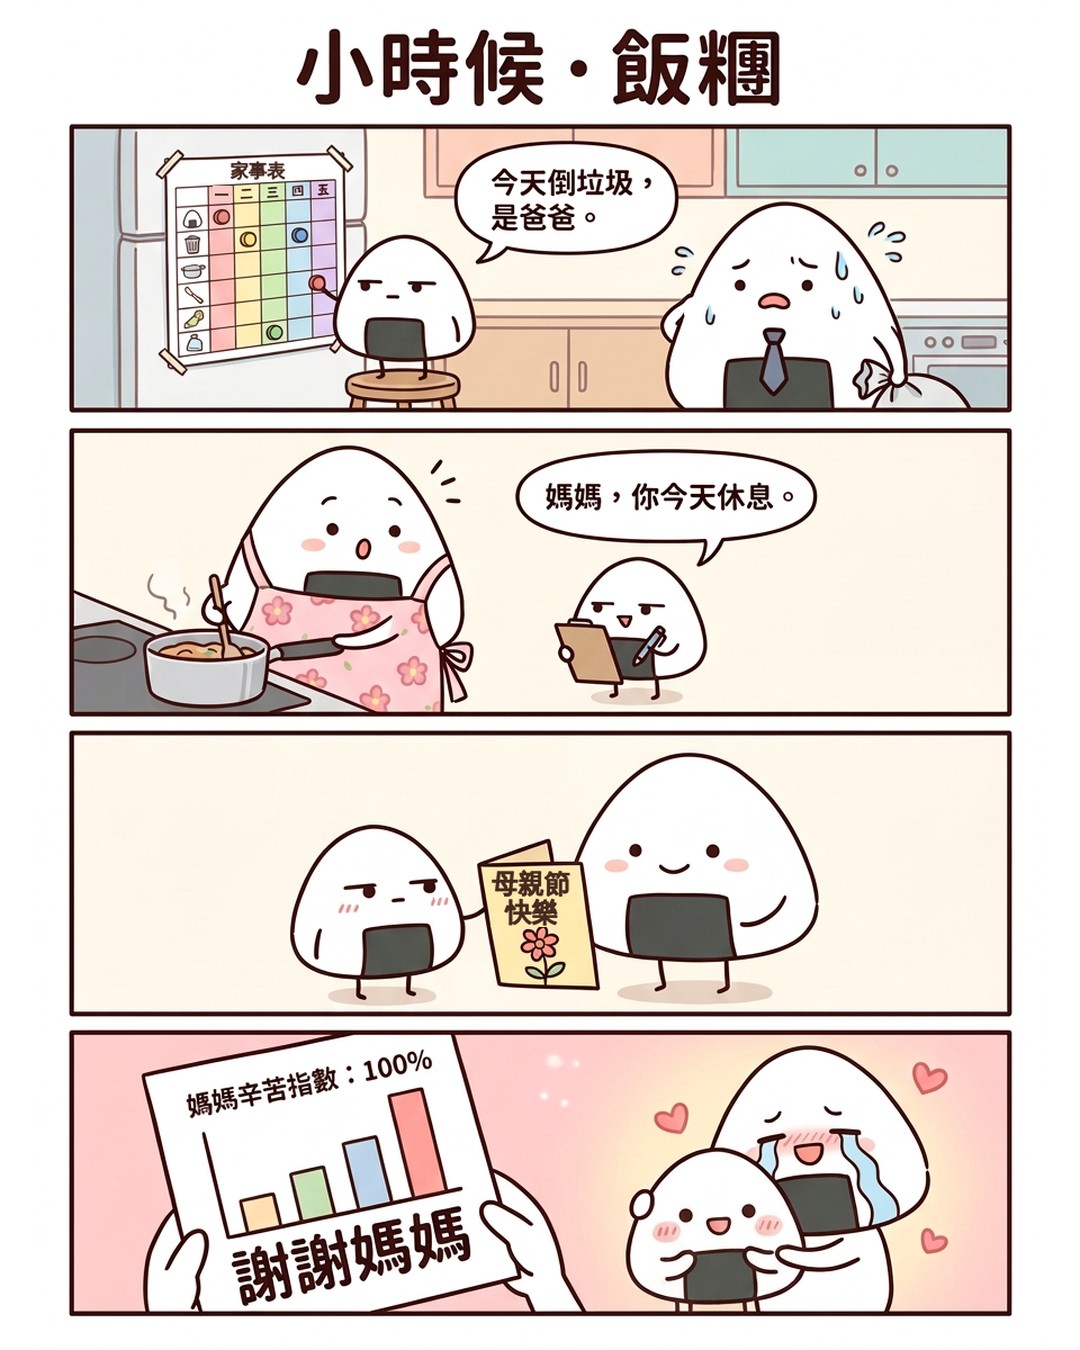 小時候·飯糰
家事表
一 二 三 四 五
今天倒垃圾，
是爸爸。
媽媽，你今天休息。
母親節
快樂
媽媽辛苦指數：100%
謝謝媽媽